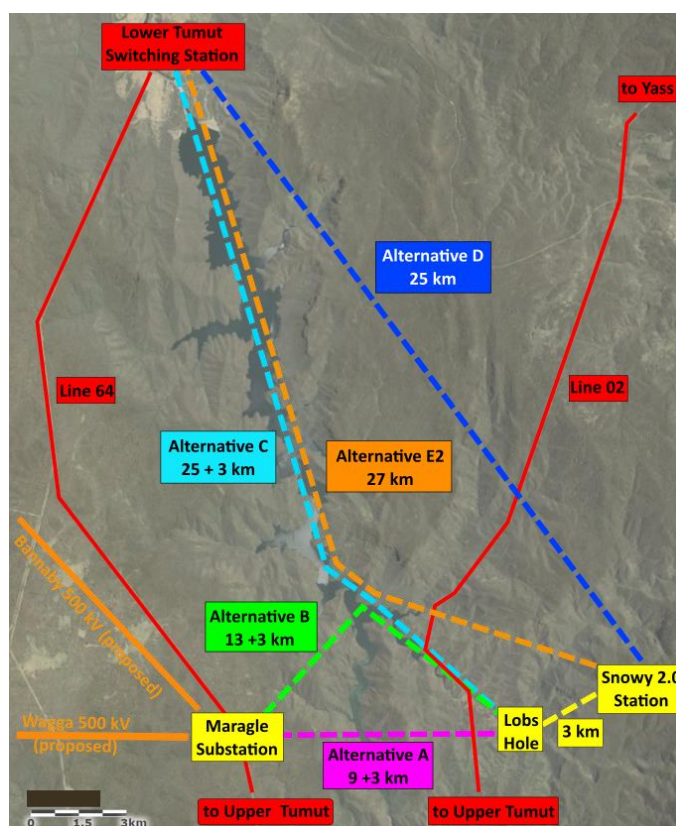 Lower Tumut
Switching Station
to Yass
Alternative D
25 km
Line 64
Line 02
Alternative C
25 + 3 km
Alternative E2
27 km
Bannaby 500 kV (proposed)
Alternative B
13 +3 km
Snowy 2.0
Station
Wagga 500 kV
(proposed)
Maragle
Substation
Lobs
Hole
3 km
Alternative A
9 +3 km
to Upper Tumut
to Upper Tumut
0 1.5 3km